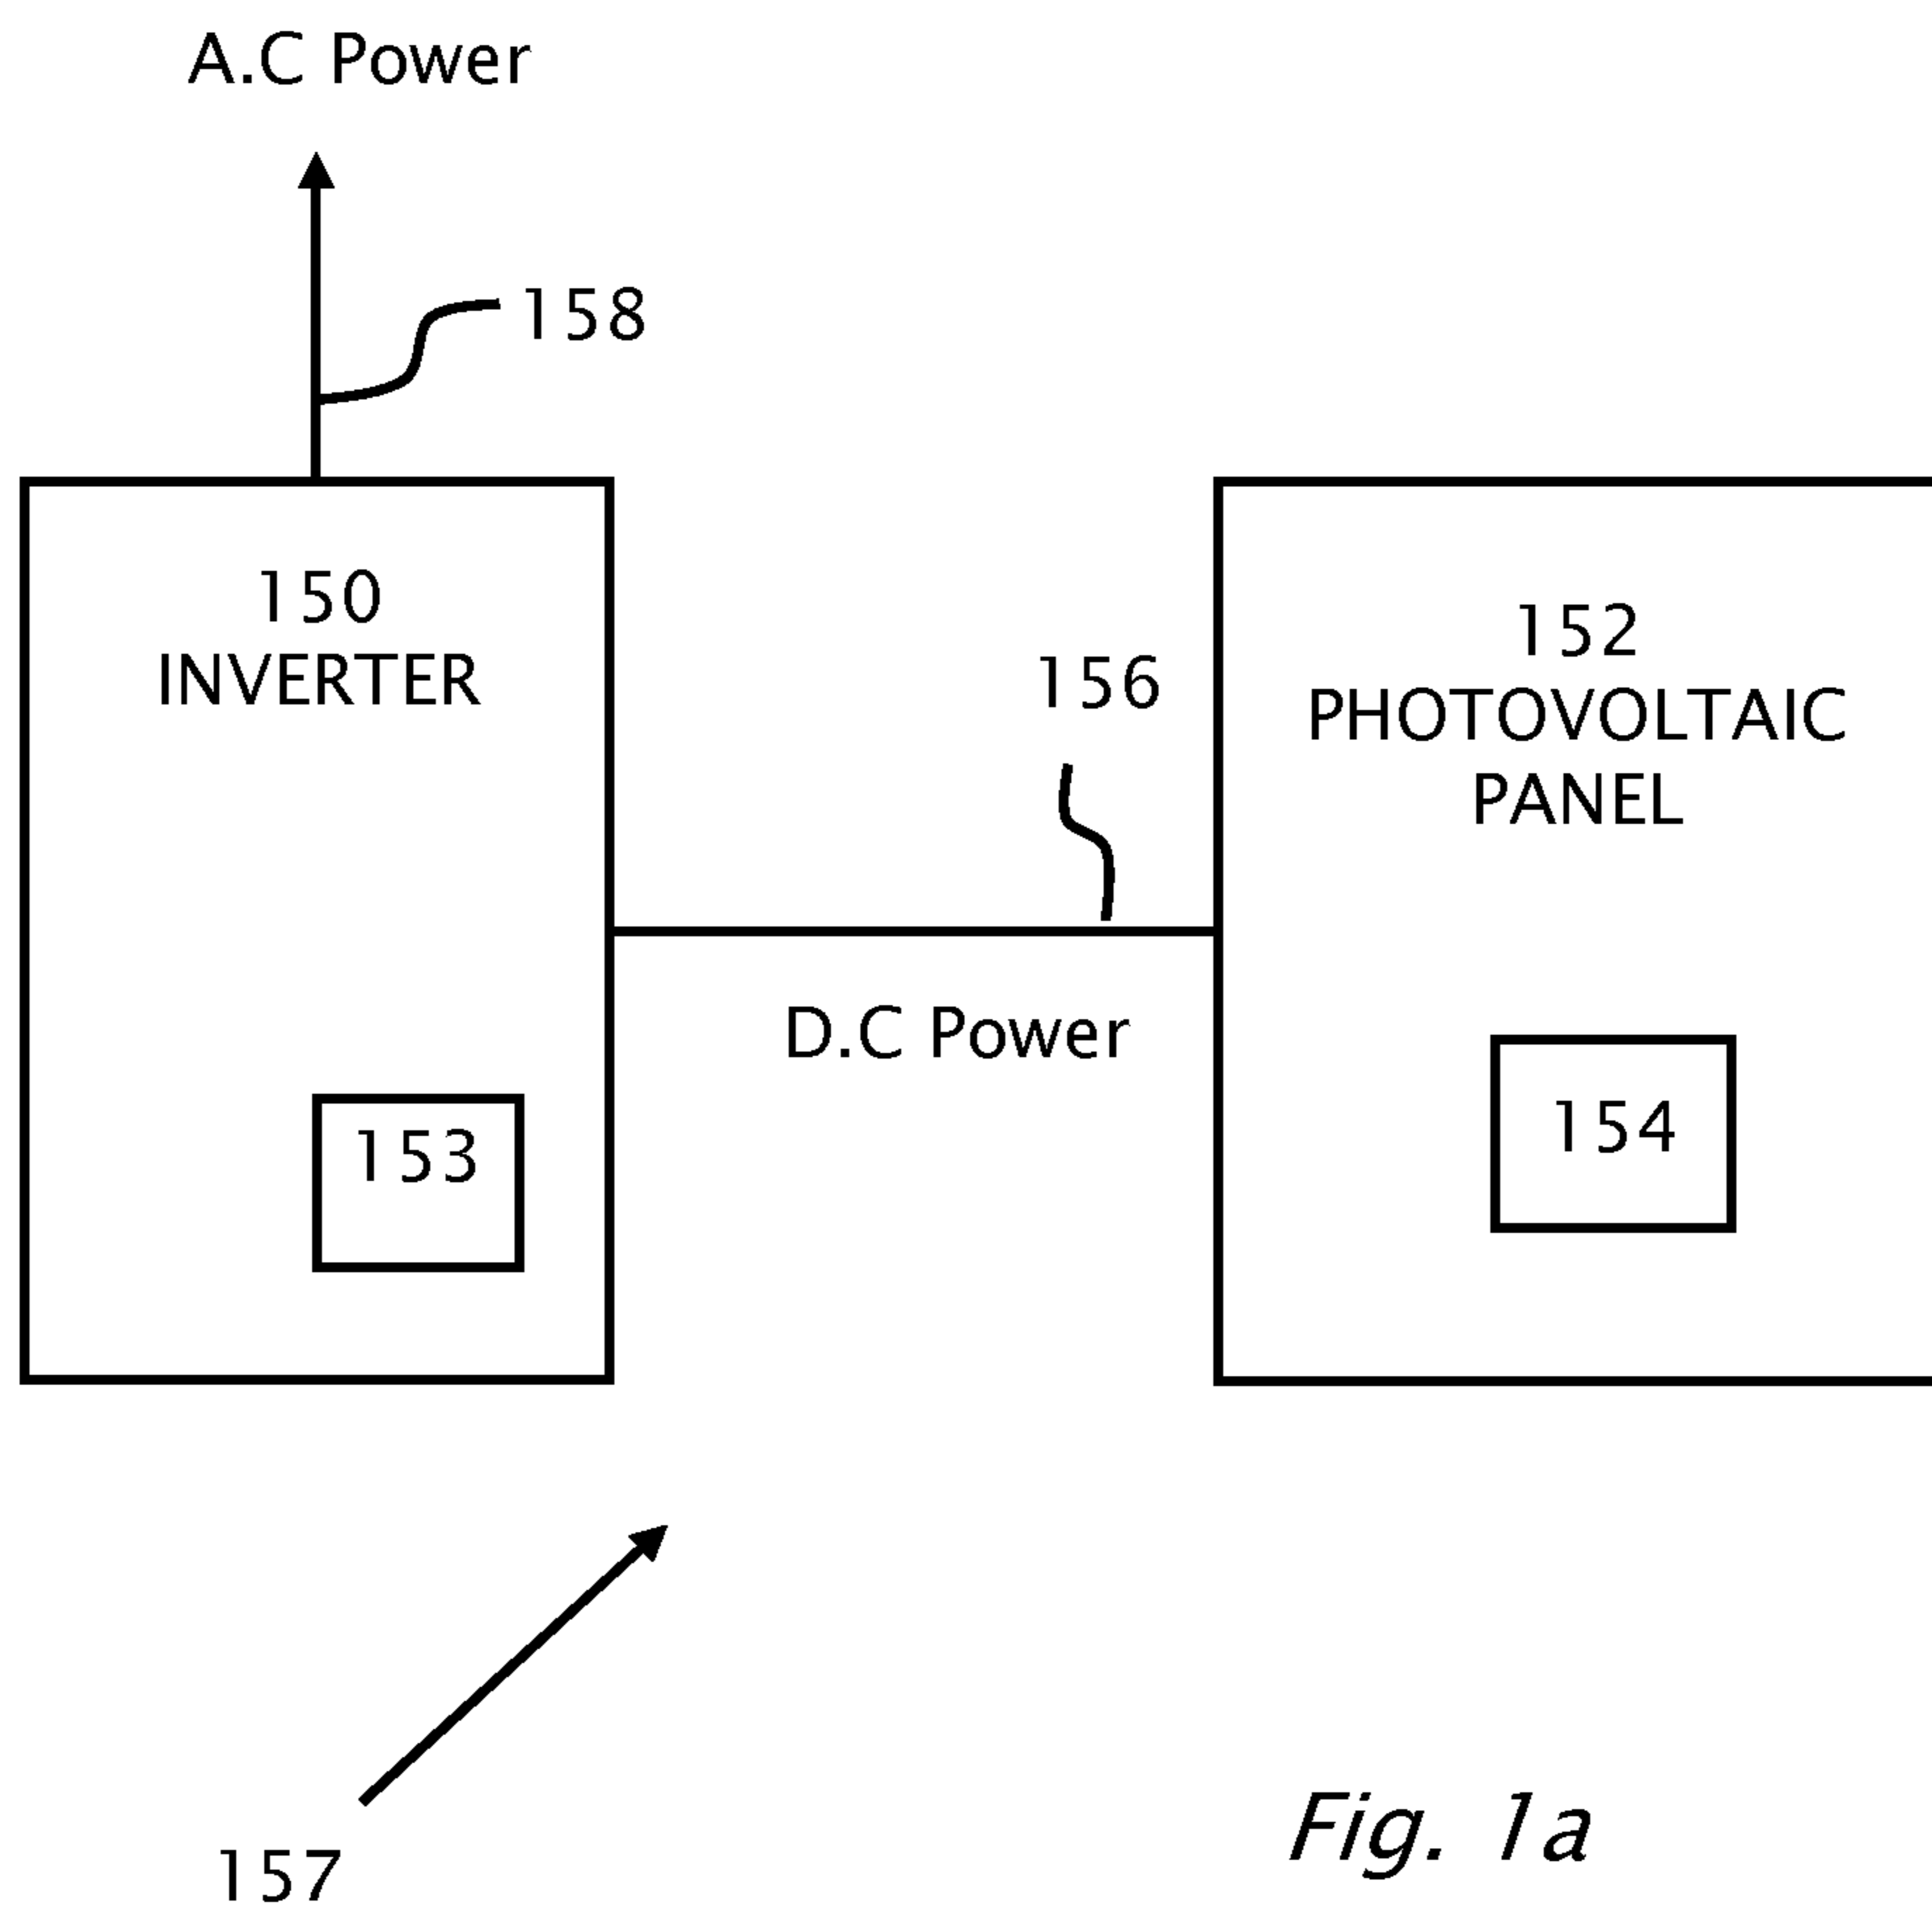 A.C Power
158
150
INVERTER
152
PHOTOVOLTAIC
PANEL
156
D.C Power
153
154
157
Fig. 1a